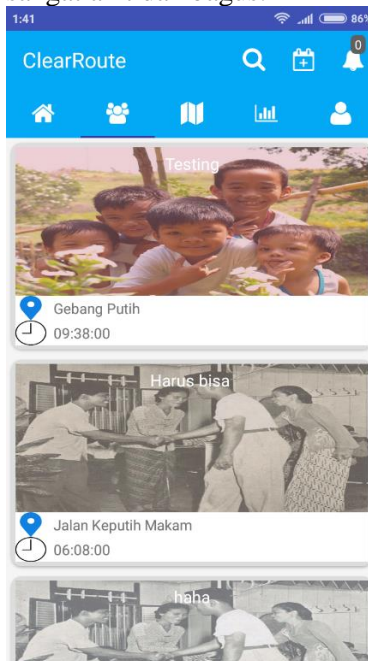 1:41 86%
ClearRoute
0
Testing
Gebang Putih
09:38:00
Harus bisa
Jalan Keputih Makam
06:08:00
haha